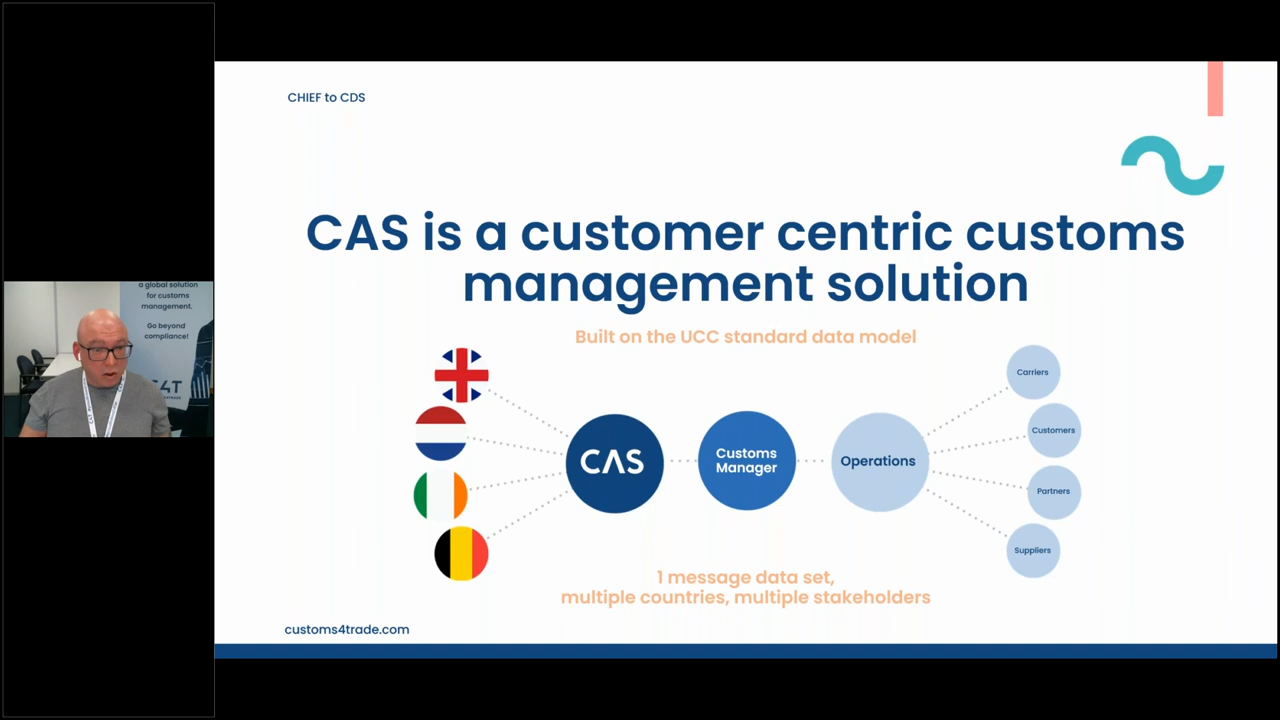 CHIEF to CDS
CAS is a customer centric customs
management solution
Built on the UCC standard data model
Carriers
Customers
CAS
Customs
Manager
Operations
Partners
Suppliers
1 message data set,
multiple countries, multiple stakeholders
customs4trade.com
a global solution
for customs
management.
Go beyond
compliance!